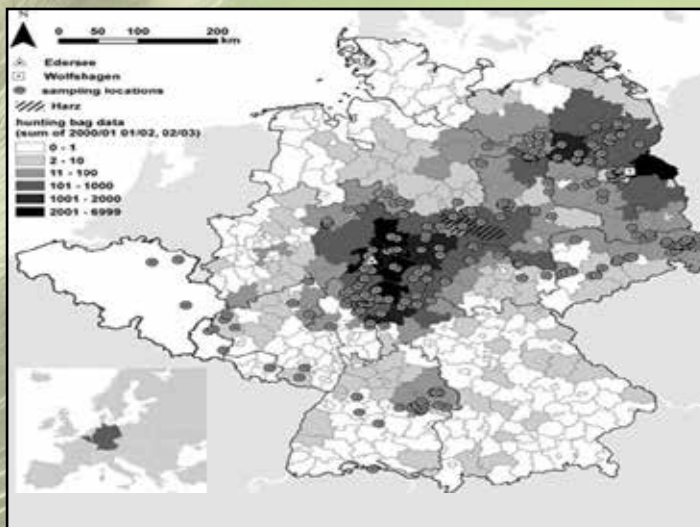 N
0 50 100 200
km
Edersee
Wolfshagen
sampling locations
Harz
hunting bag data
(sum of 2000/01 01/02, 02/03)
0 - 1
2 - 10
11 - 100
101 - 1000
1001 - 2000
2001 - 6999